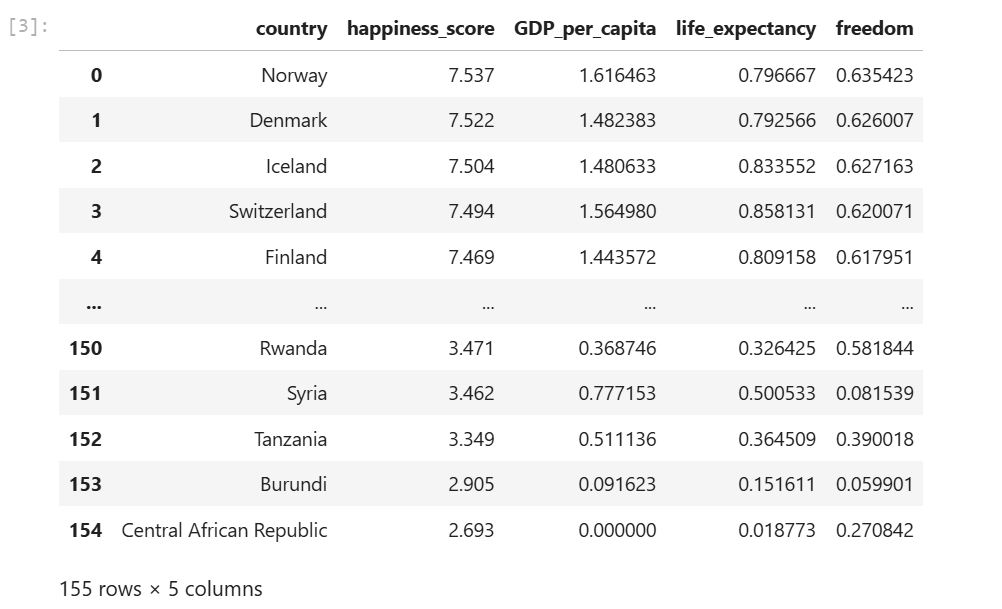 [3]:
country happiness_score GDP_per_capita life_expectancy freedom
0 Norway 7.537 1.616463 0.796667 0.635423
1 Denmark 7.522 1.482383 0.792566 0.626007
2 Iceland 7.504 1.480633 0.833552 0.627163
3 Switzerland 7.494 1.564980 0.858131 0.620071
4 Finland 7.469 1.443572 0.809158 0.617951
... ... ... ... ... ...
150 Rwanda 3.471 0.368746 0.326425 0.581844
151 Syria 3.462 0.777153 0.500533 0.081539
152 Tanzania 3.349 0.511136 0.364509 0.390018
153 Burundi 2.905 0.091623 0.151611 0.059901
154 Central African Republic 2.693 0.000000 0.018773 0.270842
155 rows × 5 columns